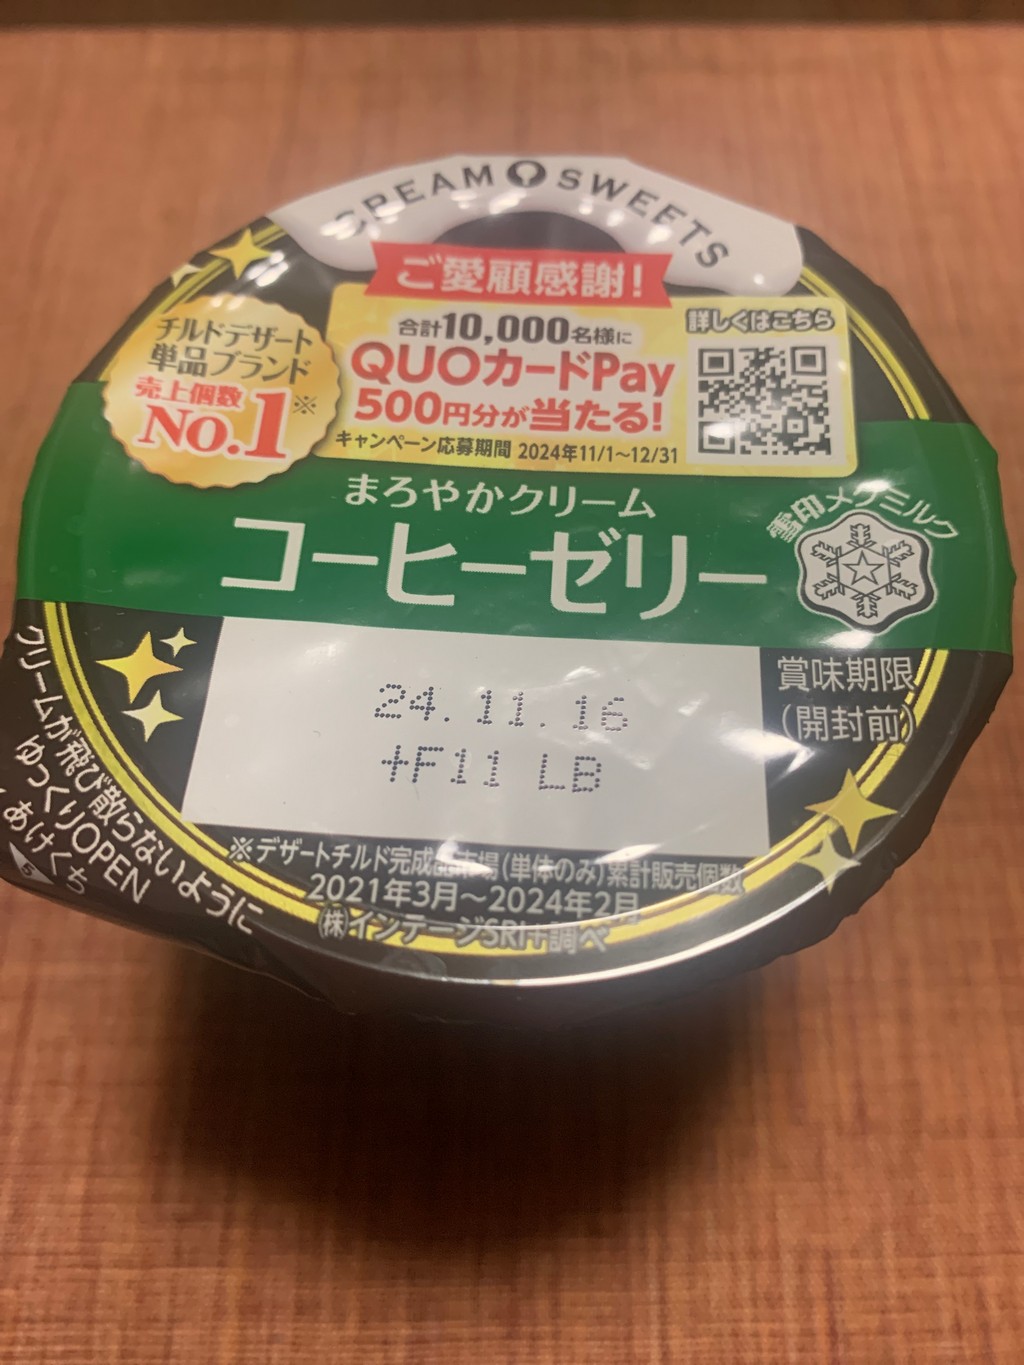 CREAM SWEETS
ご愛顧感謝!
合計10,000名様に
QUOカードPay
500円分が当たる!
キャンペーン応募期間 2024年11/1~12/31
詳しくはこちら
チルドデザート
単品ブランド
売上個数
No.1※
まろやかクリーム
コーヒーゼリー
雪印メグミルク
24.11.16
+F11 LB
賞味期限
(開封前)
※デザートチルド完成品市場(単体のみ)累計販売個数
2021年3月~2024年2月
(株)インテージSRI+調べ
クリームが飛び散らないように
ゆっくりOPEN
あけくち